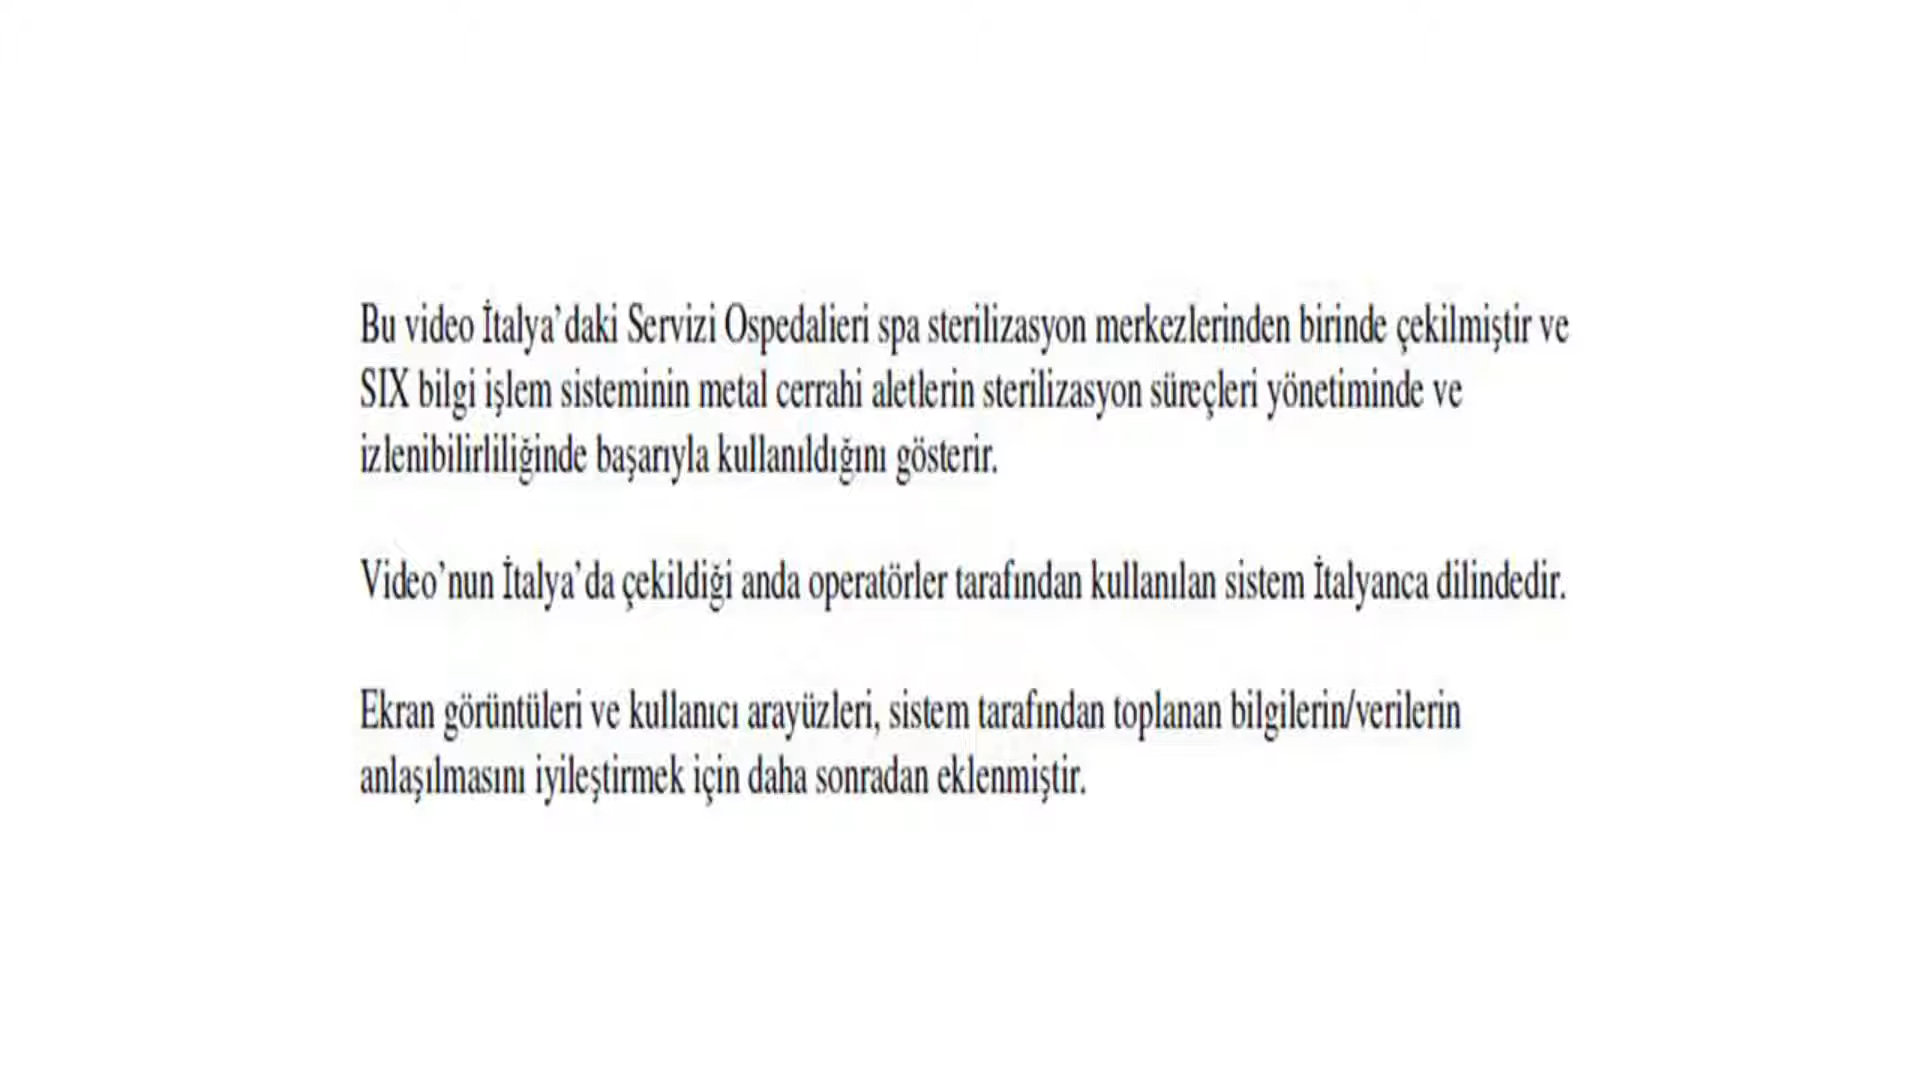 Bu video İtalya'daki Servizi Ospedalieri spa sterilizasyon merkezlerinden birinde çekilmiştir ve
SIX bilgi işlem sisteminin metal cerrahi aletlerin sterilizasyon süreçleri yönetiminde ve
izlenibilirliliğinde başarıyla kullanıldığını gösterir.
Video'nun İtalya'da çekildiği anda operatörler tarafından kullanılan sistem İtalyanca dilindedir.
Ekran görüntüleri ve kullanıcı arayüzleri, sistem tarafından toplanan bilgilerin/verilerin
anlaşılmasını iyileştirmek için daha sonradan eklenmiştir.